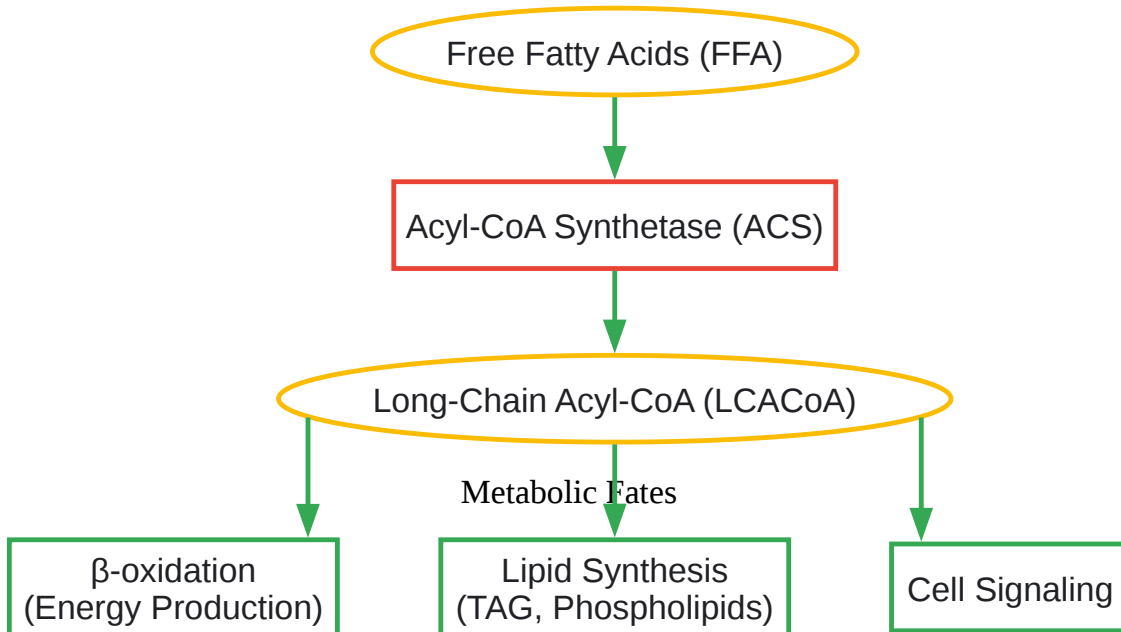 Free Fatty Acids (FFA)
Acyl-CoA Synthetase (ACS)
Long-Chain Acyl-CoA (LCACoA)
Metabolic Fates
β-oxidation
(Energy Production)
Lipid Synthesis
(TAG, Phospholipids)
Cell Signaling